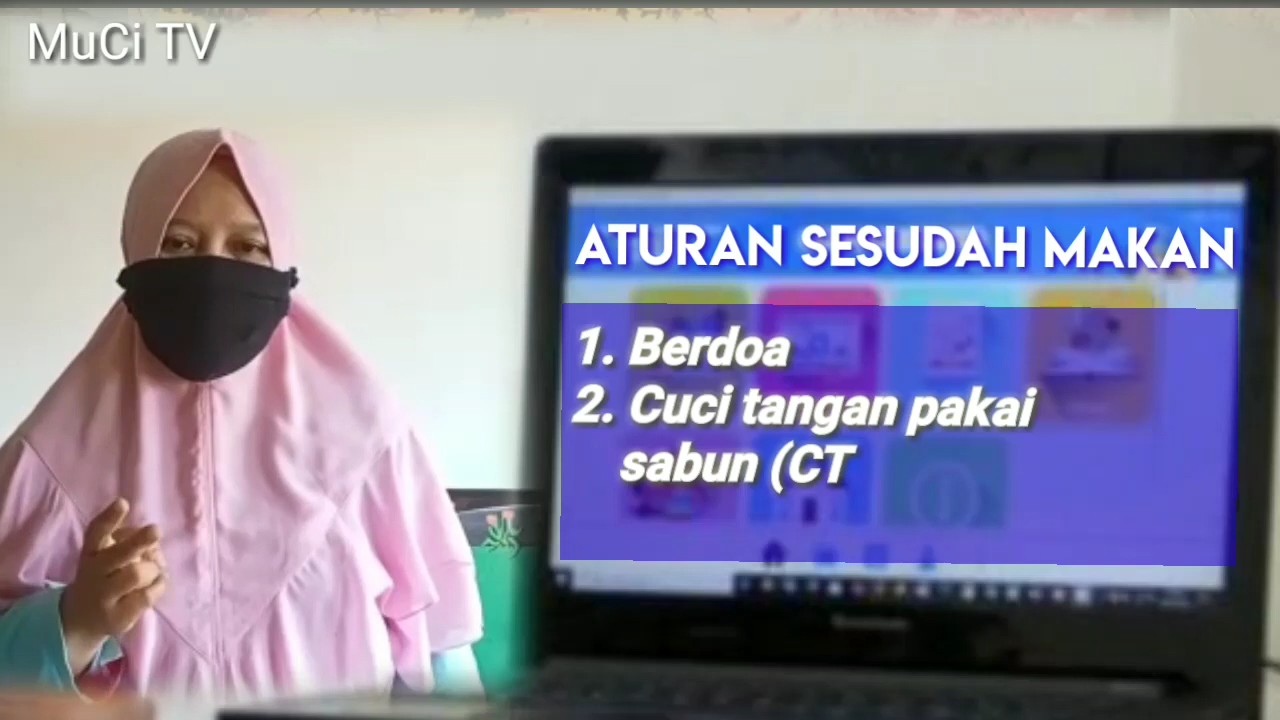 MuCi TV
ATURAN SESUDAH MAKAN
1. Berdoa
2. Cuci tangan pakai
sabun (CT